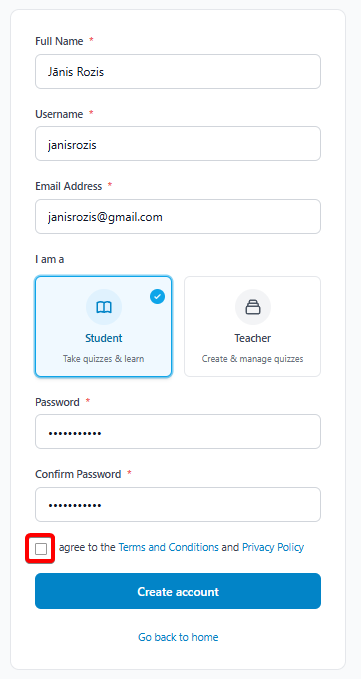 Full Name *
Jānis Rozis
Username *
janisrozis
Email Address *
janisrozis@gmail.com
I am a
Student
Take quizzes & learn
Teacher
Create & manage quizzes
Password *
•••••••••••
Confirm Password *
•••••••••••
agree to the Terms and Conditions and Privacy Policy
Create account
Go back to home